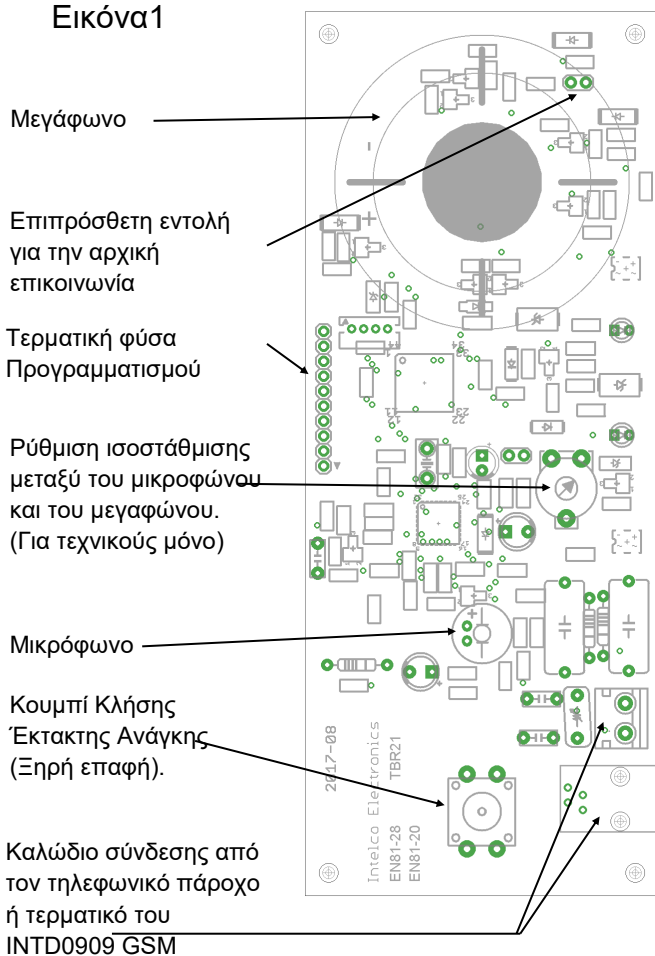 Εικόνα1
Μεγάφωνο
Επιπρόσθετη εντολή
για την αρχική
επικοινωνία
Τερματική φύσα
Προγραμματισμού
Ρύθμιση ισοστάθμισης
μεταξύ του μικροφώνου
και του μεγαφώνου.
(Για τεχνικούς μόνο)
Μικρόφωνο
Κουμπί Κλήσης
Έκτακτης Ανάγκης
(Ξηρή επαφή).
Καλώδιο σύνδεσης από
τον τηλεφωνικό πάροχο
ή τερματικό του
INTD0909 GSM
2017-08
Intelco Electronics
TBR21
EN81-28
EN81-20